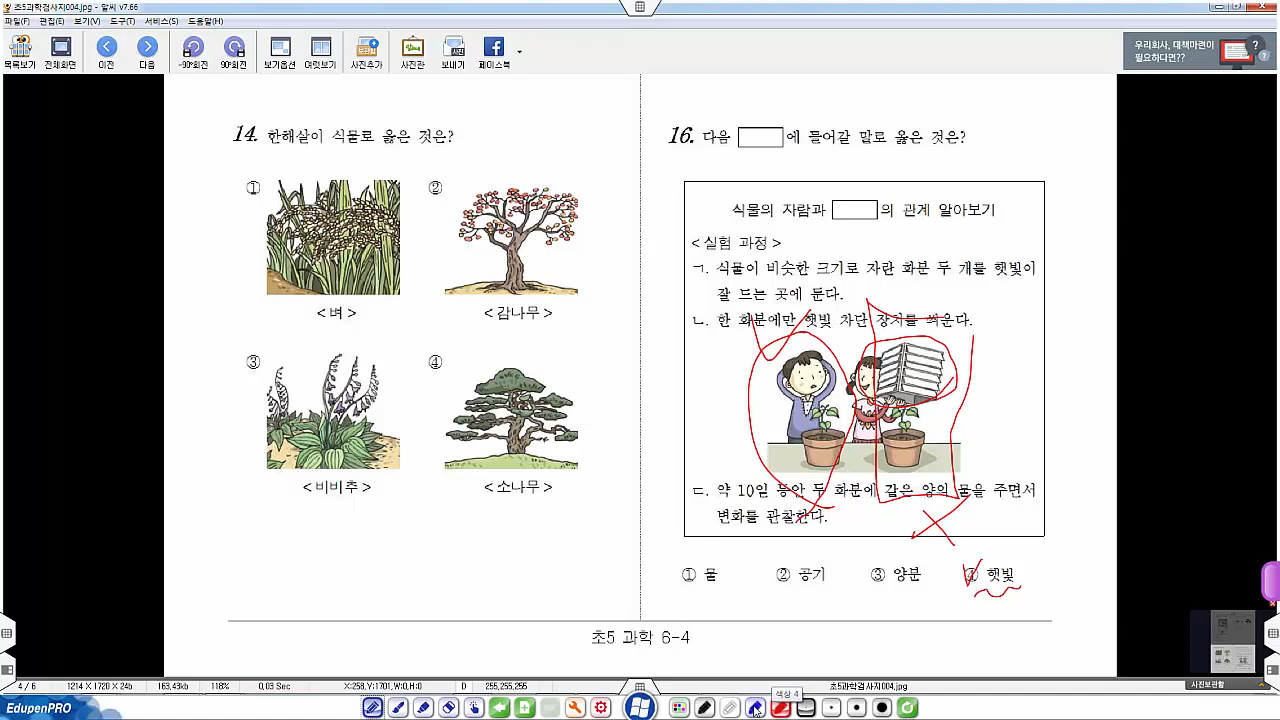 초5과학검사지004.jpg - 알씨 v7.66
파일(F) 편집(E) 보기(V) 도구(T) 서비스(S) 도움말(H)
목록보기 전체화면 이전 다음 -90°회전 90°회전 보기옵션 여럿보기 사진추가 사진관 보내기 페이스북
우리회사, 대책마련이
필요하다면??
14. 한해살이 식물로 옳은 것은?
① ②
<벼> <감나무>
③ ④
<비비추> <소나무>
16. 다음 에 들어갈 말로 옳은 것은?
식물의 자람과 의 관계 알아보기
<실험 과정>
ㄱ. 식물이 비슷한 크기로 자란 화분 두 개를 햇빛이
잘 드는 곳에 둔다.
ㄴ. 한 화분에만 햇빛 차단 장치를 씌운다.
ㄷ. 약 10일 동안 두 화분에 같은 양의 물을 주면서
변화를 관찰한다.
① 물 ② 공기 ③ 양분 ④ 햇빛
초5 과학 6-4
4 / 6 1214 X 1720 X 24b 163,43kb 118% 0,03 Sec X:258,Y:1701,W:0,H:0 D 255,255,255 초5과학검사지004.jpg 사진보관함
색상 4
EdupenPRO